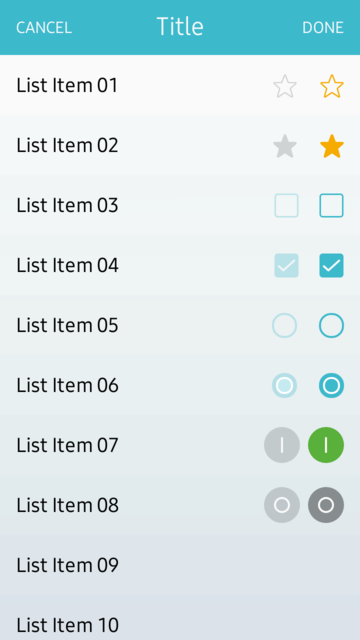 CANCEL Title DONE
List Item 01
List Item 02
List Item 03
List Item 04
List Item 05
List Item 06
List Item 07
List Item 08
List Item 09
List Item 10